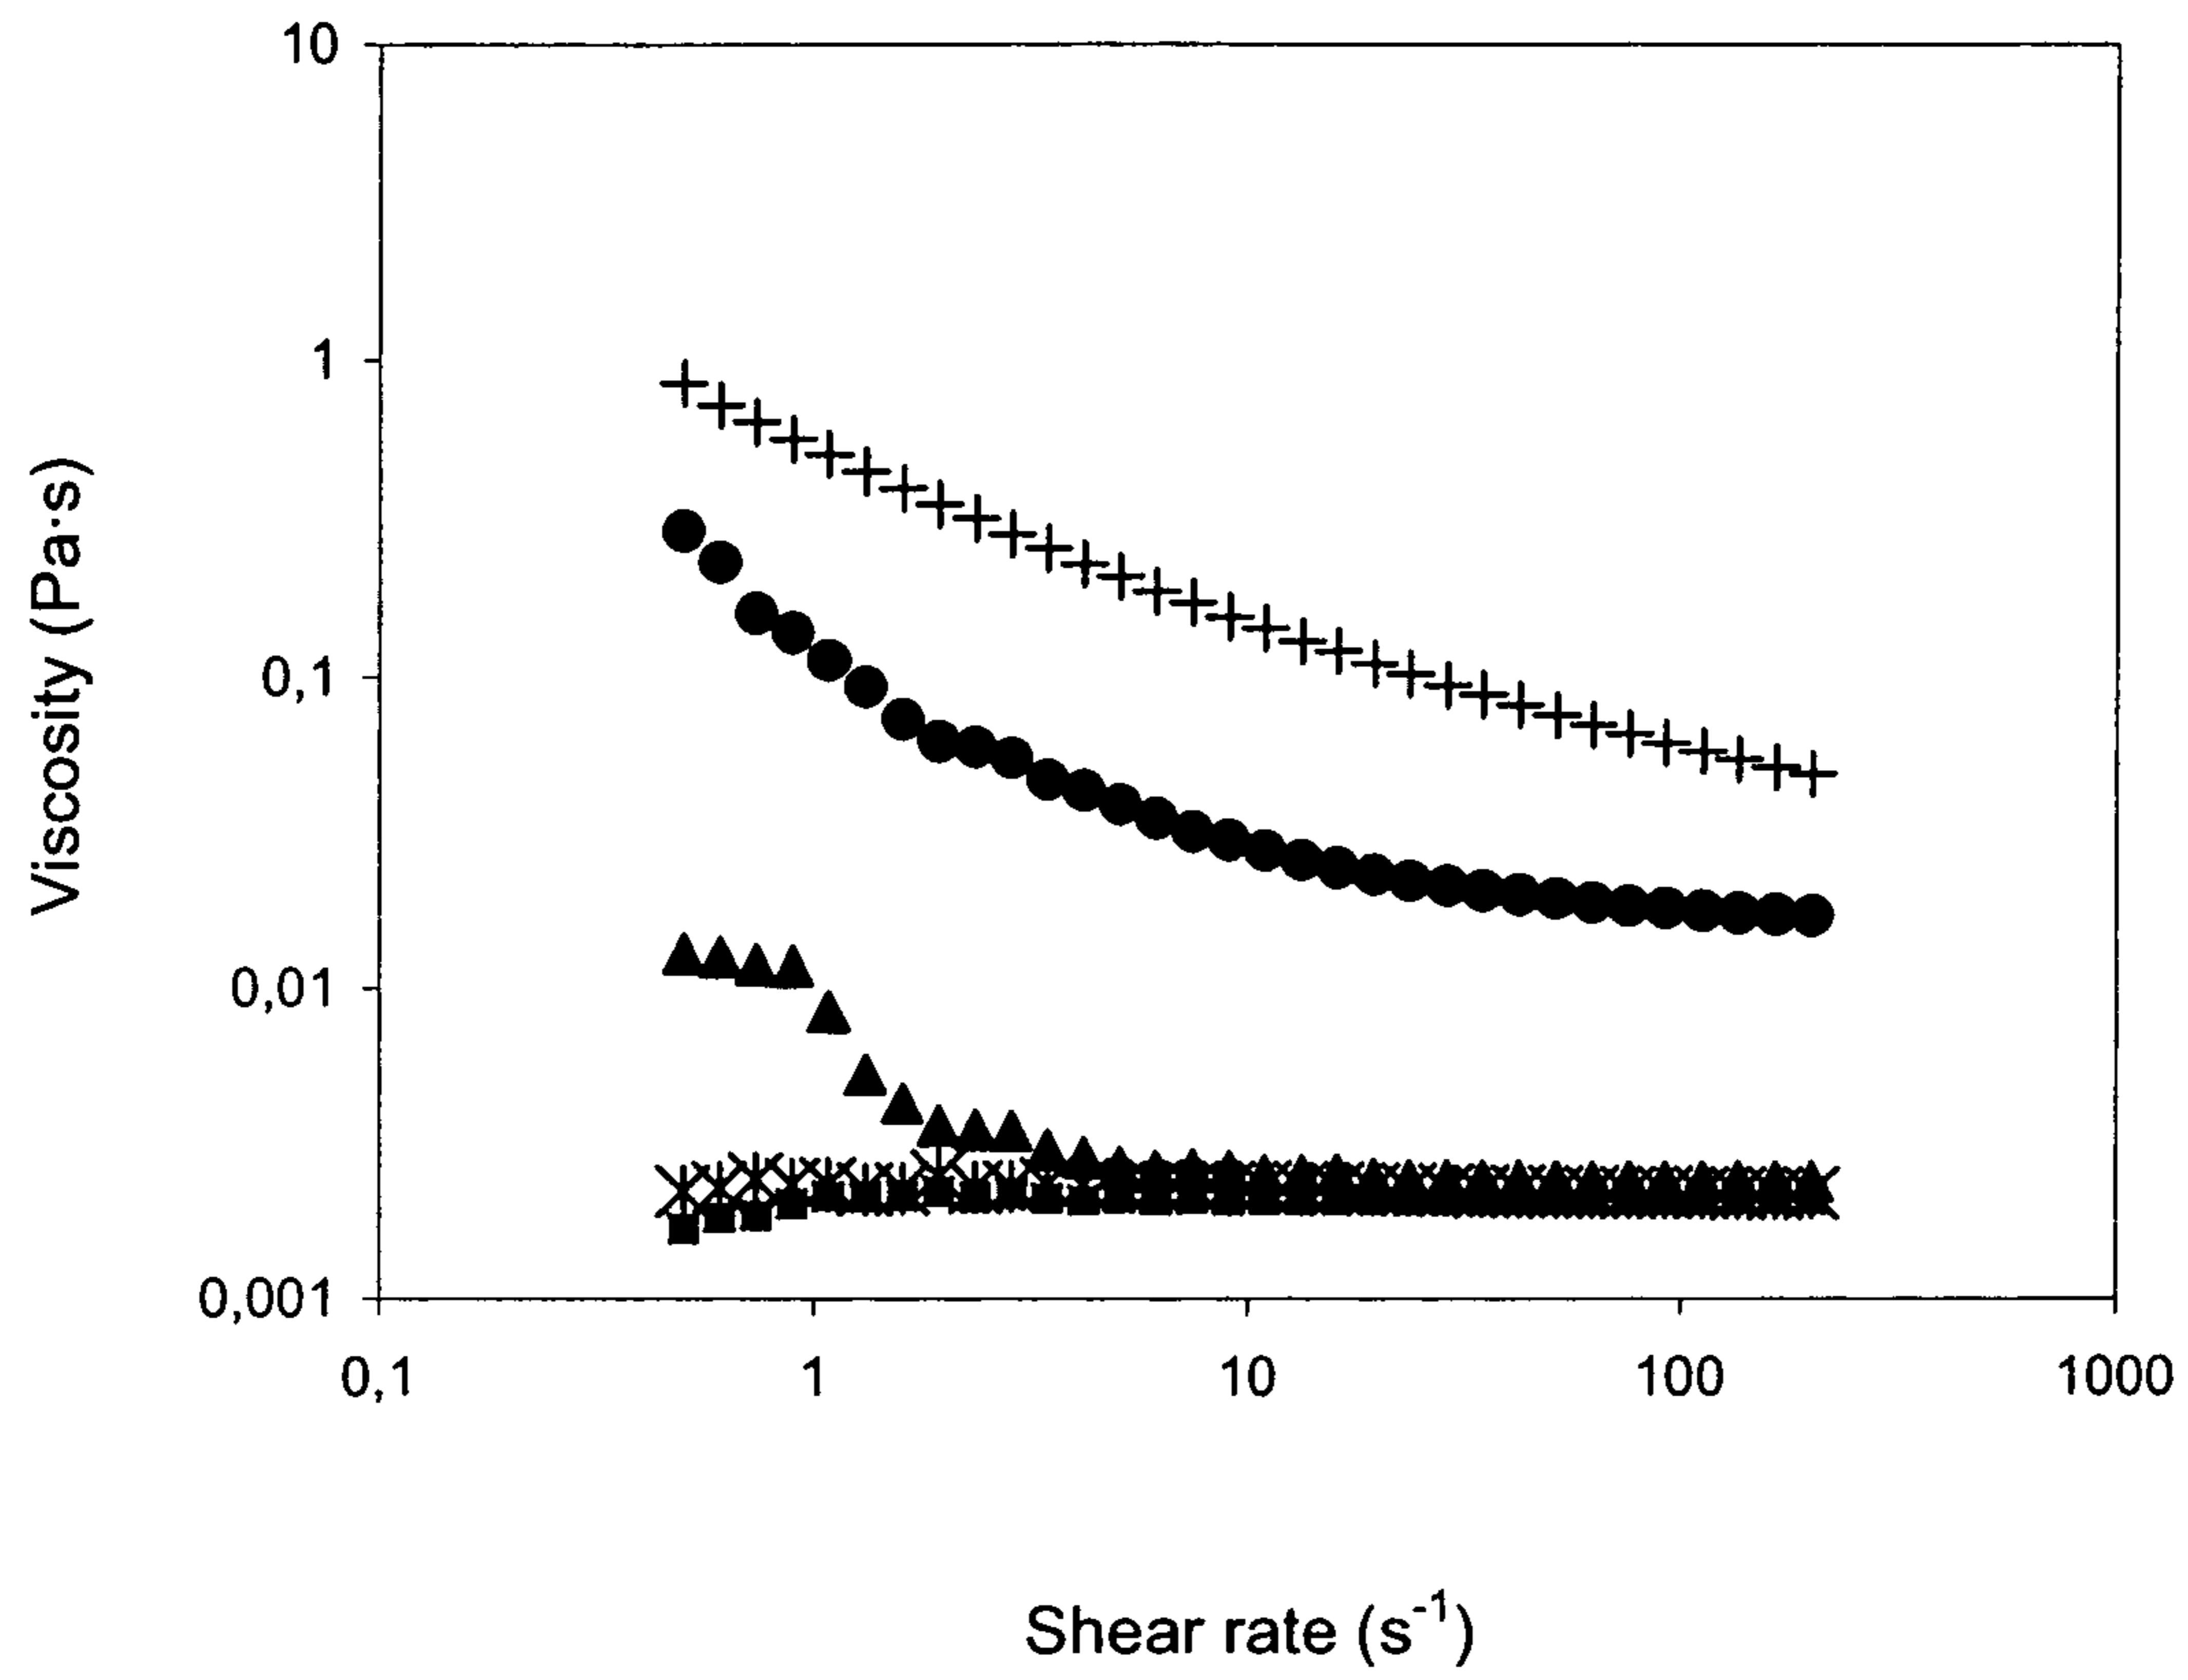 10
1
0,1
0,01
0,001
Viscosity (Pa·s)
0,1 1 10 100 1000
Shear rate (s⁻¹)